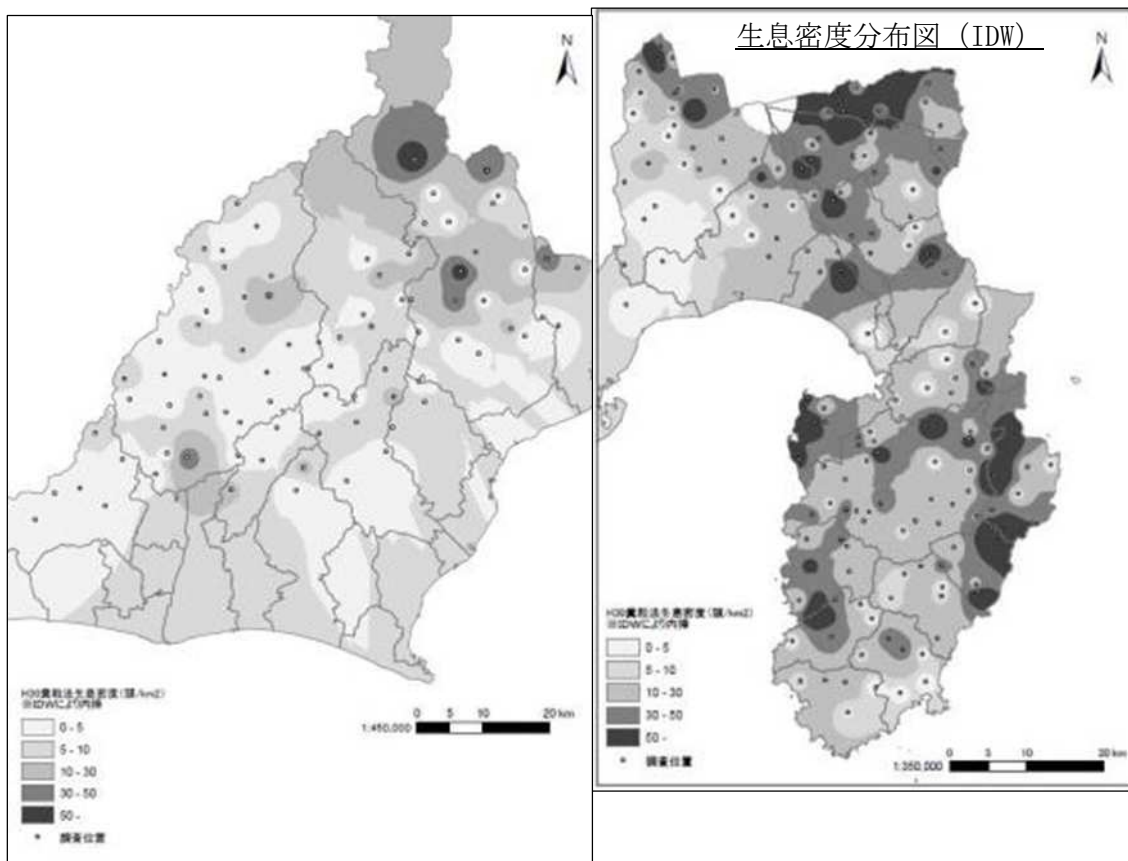 生息密度分布図 (IDW)
N
H30糞粒法生息密度(頭/km2)
※IDWにより内挿
0 - 5
5 - 10
10 - 30
30 - 50
50 -
調査位置
0 5 10 20 km
1:450,000
N
H30糞粒法生息密度(頭/km2)
※IDWにより内挿
0 - 5
5 - 10
10 - 30
30 - 50
50 -
調査位置
0 5 10 20 km
1:350,000